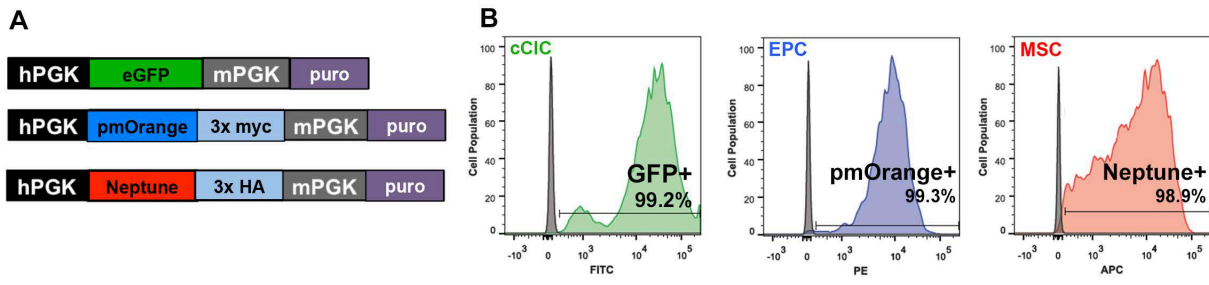 A
hPGK eGFP mPGK puro
hPGK pmOrange 3x myc mPGK puro
hPGK Neptune 3x HA mPGK puro
B
cCIC
Cell Population
100
80
60
40
20
0
GFP+
99.2%
-10³ 0 10³ 10⁴ 10⁵
FITC
EPC
Cell Population
100
80
60
40
20
0
pmOrange+
99.3%
-10³ 0 10³ 10⁴ 10⁵
PE
MSC
Cell Population
100
80
60
40
20
0
Neptune+
98.9%
-10³ 0 10³ 10⁴ 10⁵
APC